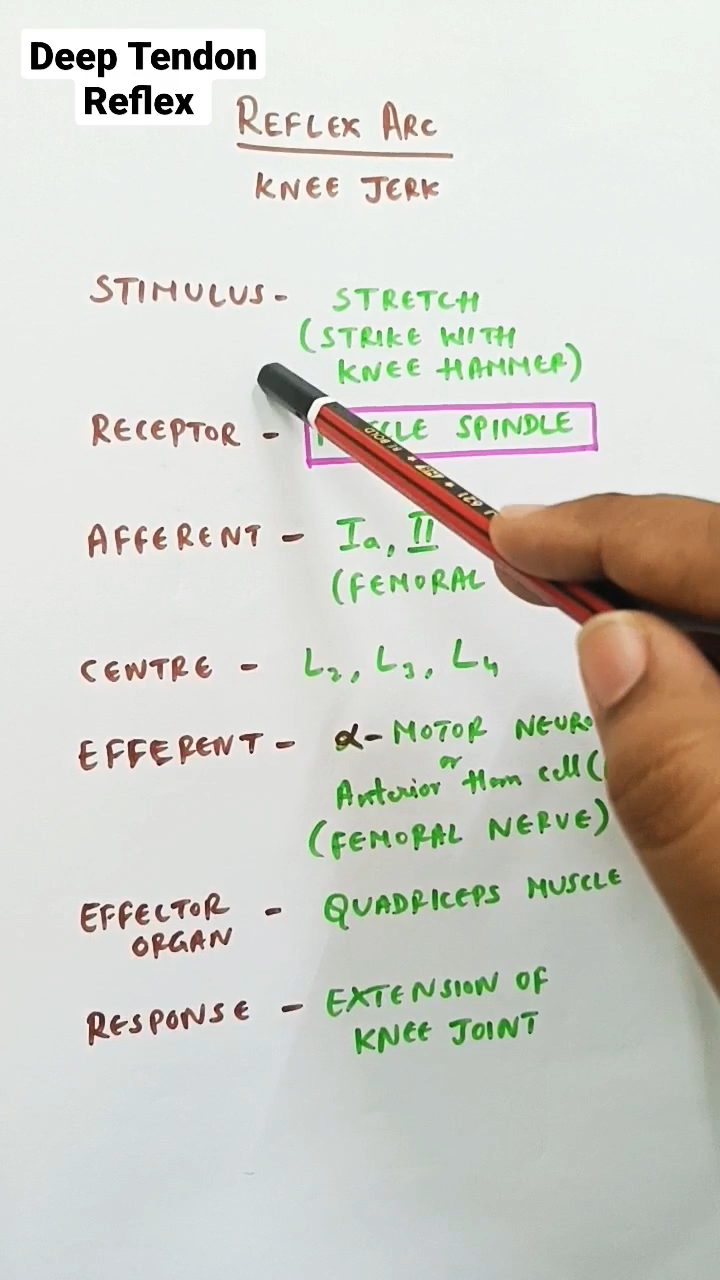 Deep Tendon
Reflex
REFLEX ARC
KNEE JERK
STIMULUS - STRETCH
(STRIKE WITH
KNEE HAMMER)
RECEPTOR - SPINDLE
AFFERENT - Ia, II
(FEMORAL
CENTRE - L2, L3, L4
EFFERENT - α-MOTOR
or
Anterior Horn cell (
(FEMORAL NERVE)
EFFECTOR - QUADRICEPS MUSCLE
ORGAN
RESPONSE - EXTENSION OF
KNEE JOINT